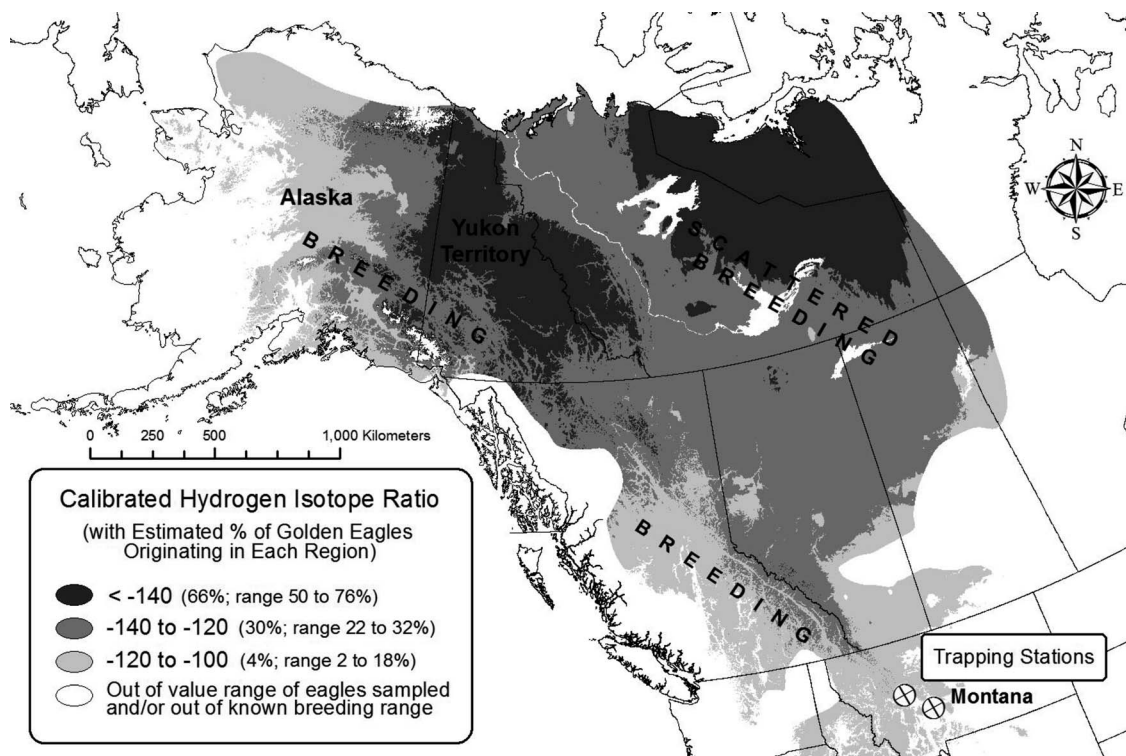 N
W E
S
Alaska
Yukon
Territory
BREEDING
SCATTERED
BREEDING
0 250 500 1,000 Kilometers
Calibrated Hydrogen Isotope Ratio
(with Estimated % of Golden Eagles
Originating in Each Region)
< -140 (66%; range 50 to 76%)
-140 to -120 (30%; range 22 to 32%)
-120 to -100 (4%; range 2 to 18%)
Out of value range of eagles sampled
and/or out of known breeding range
BREEDING
Trapping Stations
Montana